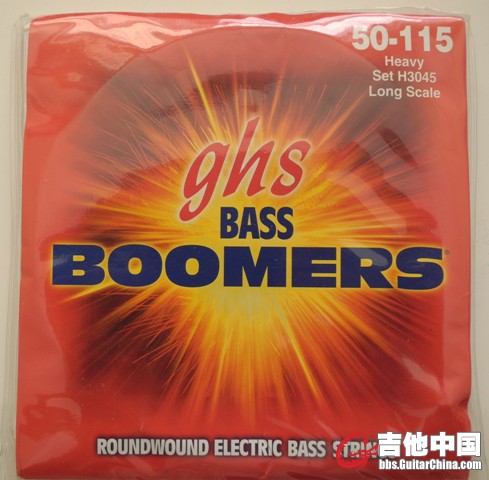 50-115
Heavy
Set H3045
Long Scale
ghs
BASS
BOOMERS®
ROUNDWOUND ELECTRIC BASS
吉他中国
bbs.GuitarChina.com